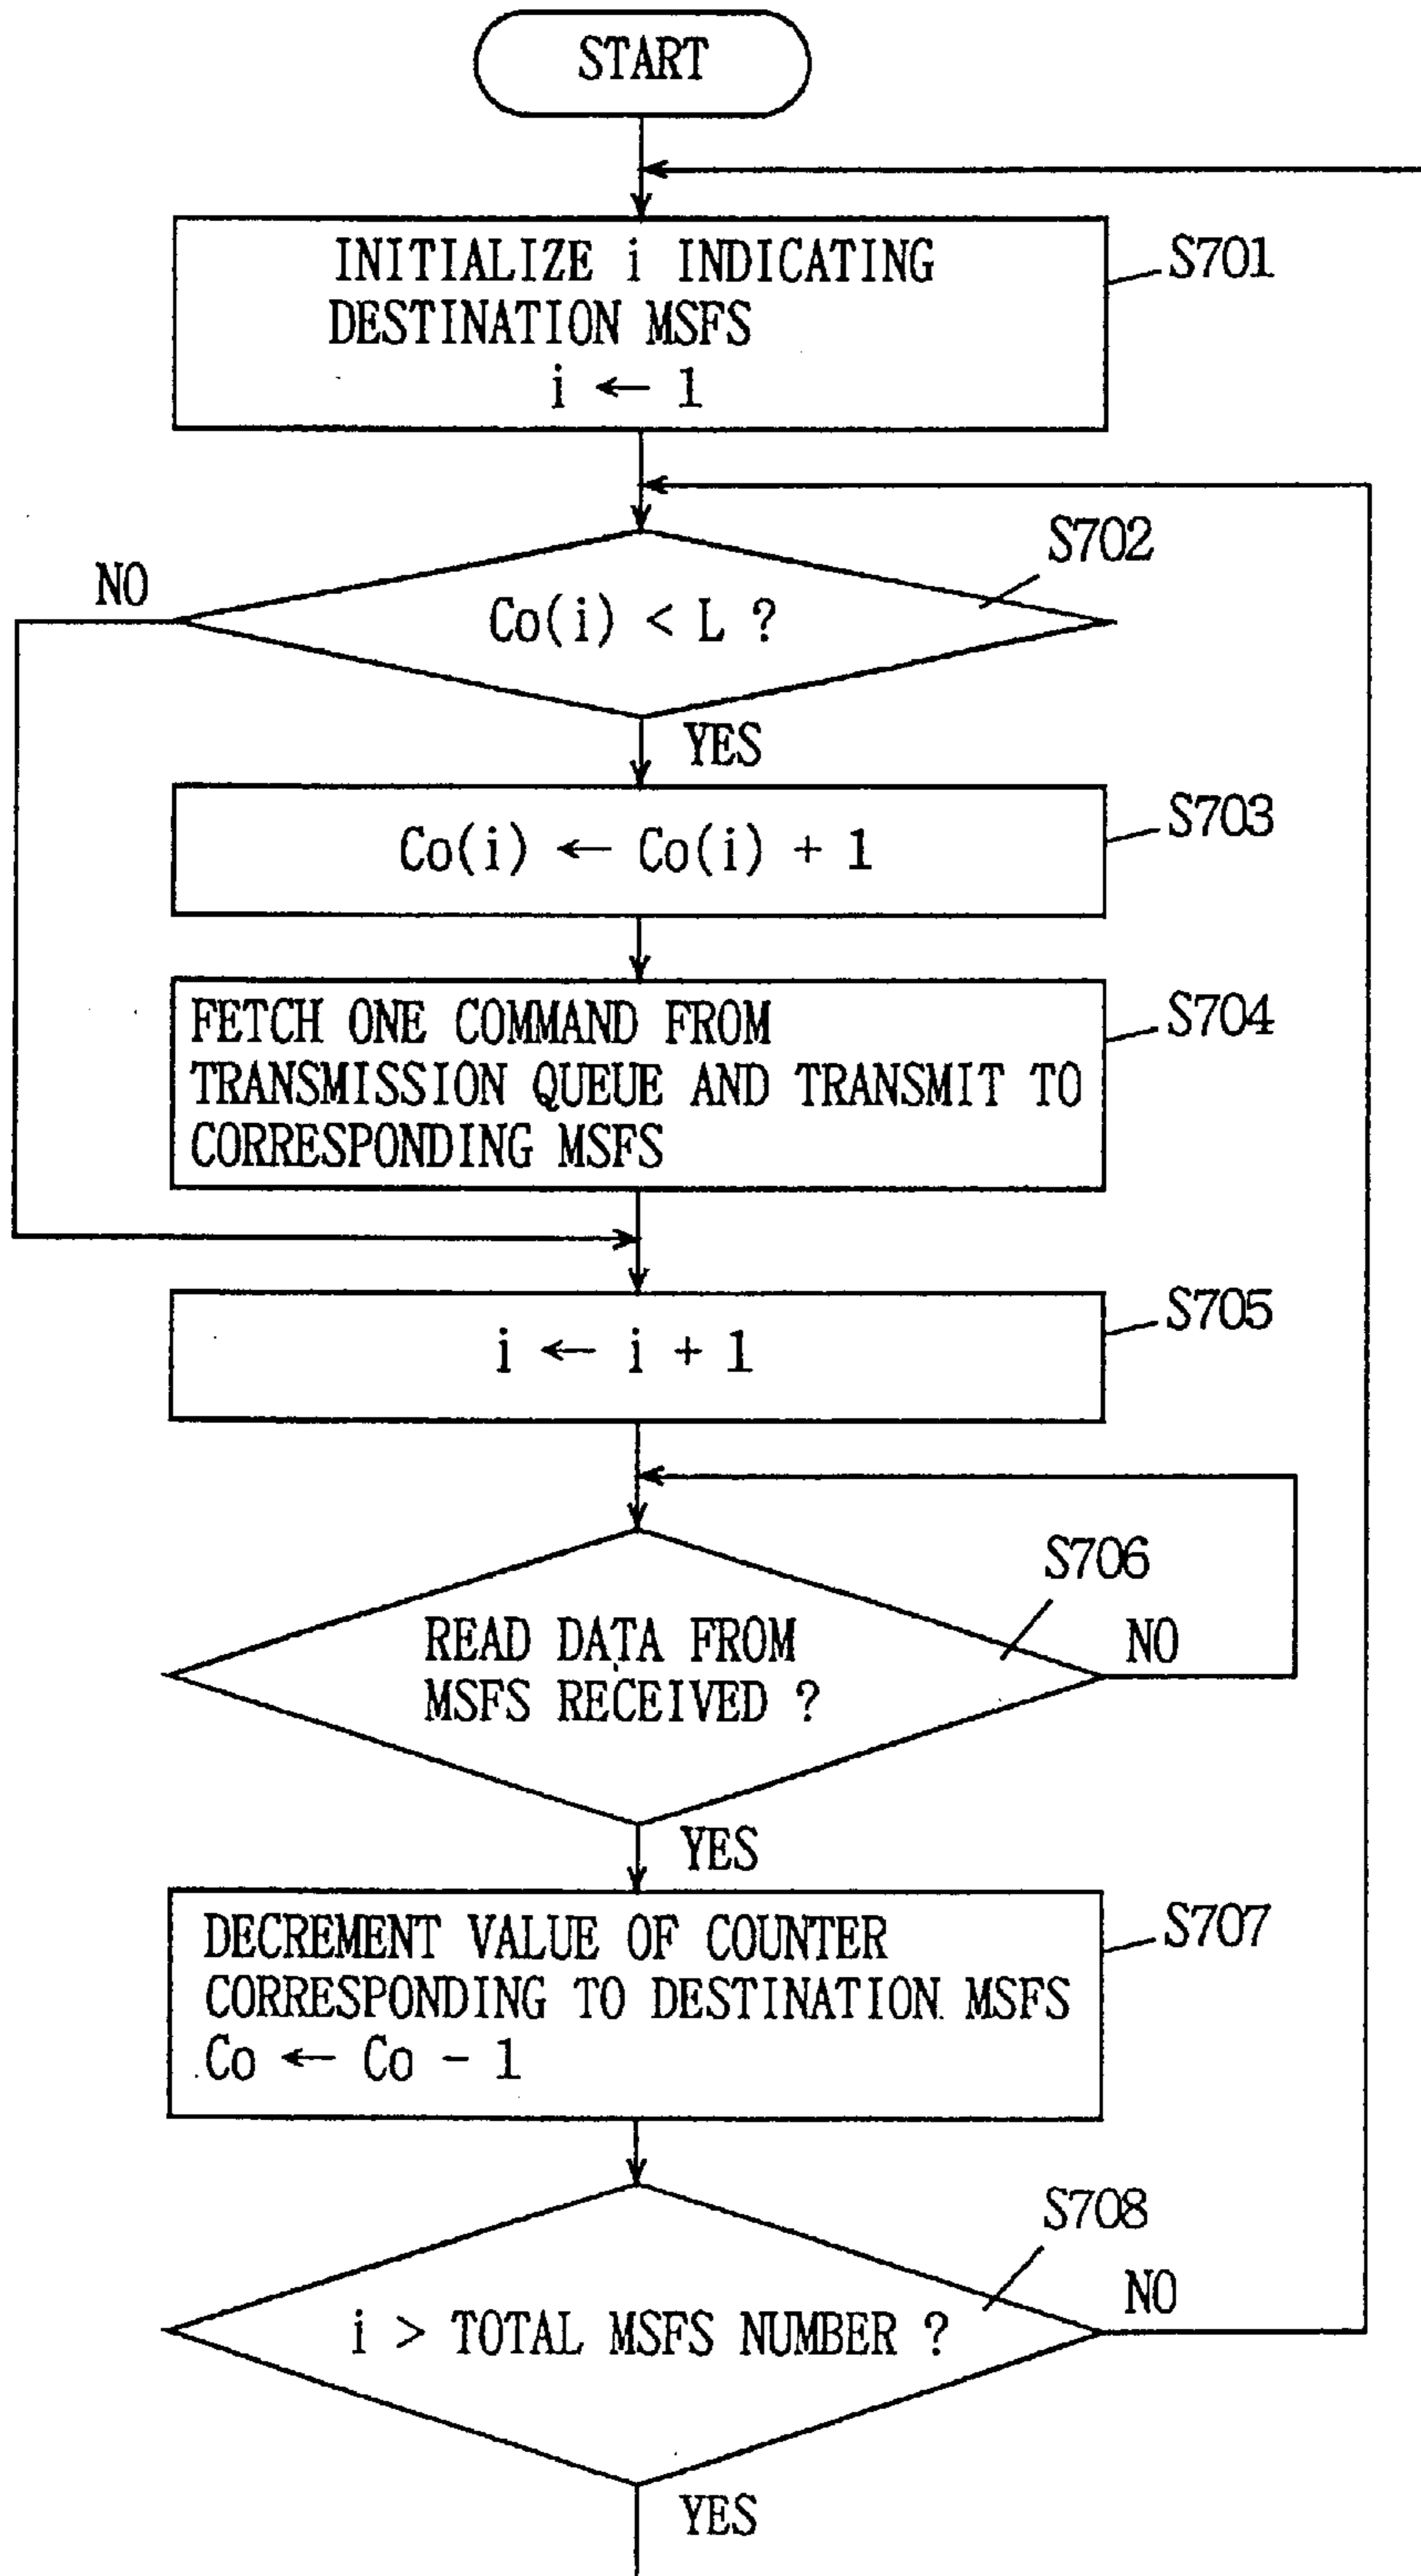 START
INITIALIZE i INDICATING
DESTINATION MSFS
i ← 1
S701
S702
NO
Co(i) < L ?
YES
S703
Co(i) ← Co(i) + 1
S704
FETCH ONE COMMAND FROM
TRANSMISSION QUEUE AND TRANSMIT TO
CORRESPONDING MSFS
S705
i ← i + 1
S706
READ DATA FROM
MSFS RECEIVED ?
NO
YES
S707
DECREMENT VALUE OF COUNTER
CORRESPONDING TO DESTINATION MSFS
Co ← Co - 1
S708
i > TOTAL MSFS NUMBER ?
NO
YES